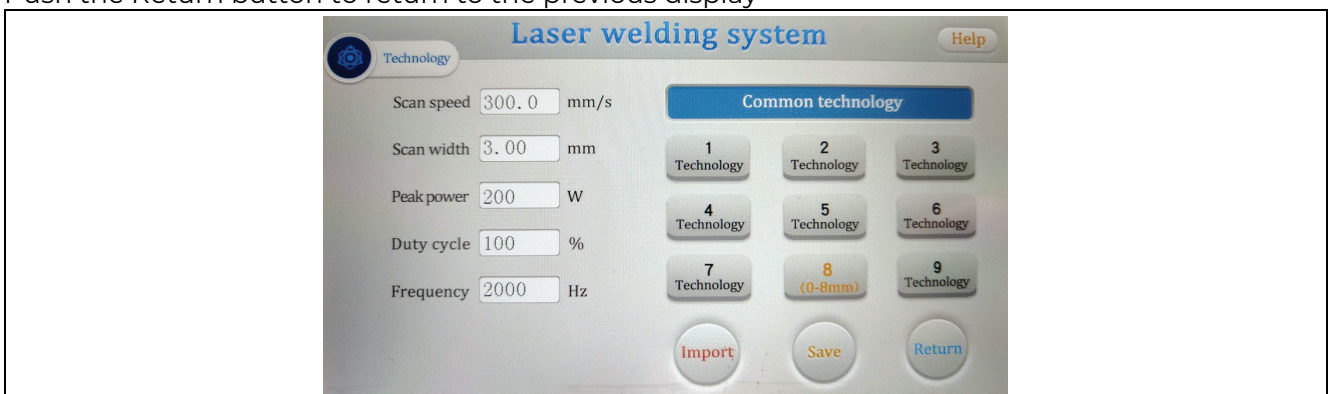 Push the Return button to return to the previous display
Laser welding system
Help
Technology
Scan speed 300.0 mm/s
Scan width 3.00 mm
Peak power 200 W
Duty cycle 100 %
Frequency 2000 Hz
Common technology
1
Technology
2
Technology
3
Technology
4
Technology
5
Technology
6
Technology
7
Technology
8
(0-8mm)
9
Technology
Import
Save
Return